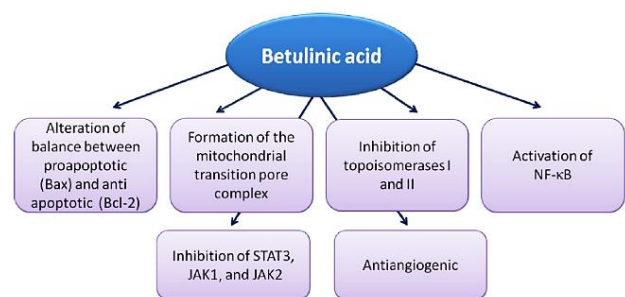 Betulinic acid
Alteration of
balance between
proapoptotic
(Bax) and anti
apoptotic (Bcl-2)
Formation of the
mitochondrial
transition pore
complex
Inhibition of
topoisomerases I
and II
Activation of
NF-κB
Inhibition of STAT3,
JAK1, and JAK2
Antiangiogenic